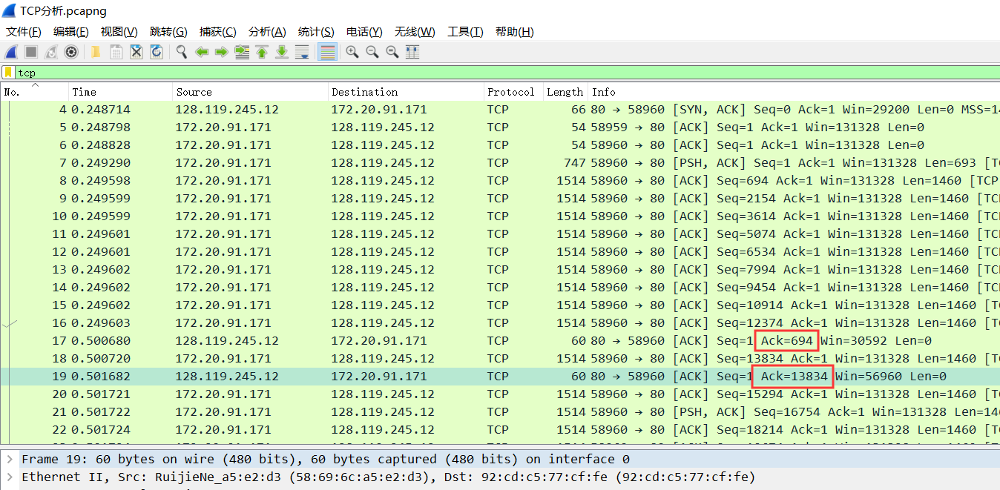 TCP分析.pcapng
文件(F) 编辑(E) 视图(V) 跳转(G) 捕获(C) 分析(A) 统计(S) 电话(Y) 无线(W) 工具(T) 帮助(H)
tcp
No. Time Source Destination Protocol Length Info
4 0.248714 128.119.245.12 172.20.91.171 TCP 66 80 → 58960 [SYN, ACK] Seq=0 Ack=1 Win=29200 Len=0 MSS=14
5 0.248798 172.20.91.171 128.119.245.12 TCP 54 58959 → 80 [ACK] Seq=1 Ack=1 Win=131328 Len=0
6 0.248828 172.20.91.171 128.119.245.12 TCP 54 58960 → 80 [ACK] Seq=1 Ack=1 Win=131328 Len=0
7 0.249290 172.20.91.171 128.119.245.12 TCP 747 58960 → 80 [PSH, ACK] Seq=1 Ack=1 Win=131328 Len=693 [TC
8 0.249598 172.20.91.171 128.119.245.12 TCP 1514 58960 → 80 [ACK] Seq=694 Ack=1 Win=131328 Len=1460 [TCP
9 0.249599 172.20.91.171 128.119.245.12 TCP 1514 58960 → 80 [ACK] Seq=2154 Ack=1 Win=131328 Len=1460 [TC
10 0.249599 172.20.91.171 128.119.245.12 TCP 1514 58960 → 80 [ACK] Seq=3614 Ack=1 Win=131328 Len=1460 [TC
11 0.249601 172.20.91.171 128.119.245.12 TCP 1514 58960 → 80 [ACK] Seq=5074 Ack=1 Win=131328 Len=1460 [TC
12 0.249601 172.20.91.171 128.119.245.12 TCP 1514 58960 → 80 [ACK] Seq=6534 Ack=1 Win=131328 Len=1460 [TC
13 0.249602 172.20.91.171 128.119.245.12 TCP 1514 58960 → 80 [ACK] Seq=7994 Ack=1 Win=131328 Len=1460 [TC
14 0.249602 172.20.91.171 128.119.245.12 TCP 1514 58960 → 80 [ACK] Seq=9454 Ack=1 Win=131328 Len=1460 [TC
15 0.249602 172.20.91.171 128.119.245.12 TCP 1514 58960 → 80 [ACK] Seq=10914 Ack=1 Win=131328 Len=1460 [T
16 0.249603 172.20.91.171 128.119.245.12 TCP 1514 58960 → 80 [ACK] Seq=12374 Ack=1 Win=131328 Len=1460 [T
17 0.500680 128.119.245.12 172.20.91.171 TCP 60 80 → 58960 [ACK] Seq=1 Ack=694 Win=30592 Len=0
18 0.500720 172.20.91.171 128.119.245.12 TCP 1514 58960 → 80 [ACK] Seq=13834 Ack=1 Win=131328 Len=1460 [T
19 0.501682 128.119.245.12 172.20.91.171 TCP 60 80 → 58960 [ACK] Seq=1 Ack=13834 Win=56960 Len=0
20 0.501721 172.20.91.171 128.119.245.12 TCP 1514 58960 → 80 [ACK] Seq=15294 Ack=1 Win=131328 Len=1460 [T
21 0.501722 172.20.91.171 128.119.245.12 TCP 1514 58960 → 80 [PSH, ACK] Seq=16754 Ack=1 Win=131328 Len=14
22 0.501724 172.20.91.171 128.119.245.12 TCP 1514 58960 → 80 [ACK] Seq=18214 Ack=1 Win=131328 Len=1460 [T
Frame 19: 60 bytes on wire (480 bits), 60 bytes captured (480 bits) on interface 0
Ethernet II, Src: RuijieNe_a5:e2:d3 (58:69:6c:a5:e2:d3), Dst: 92:cd:c5:77:cf:fe (92:cd:c5:77:cf:fe)